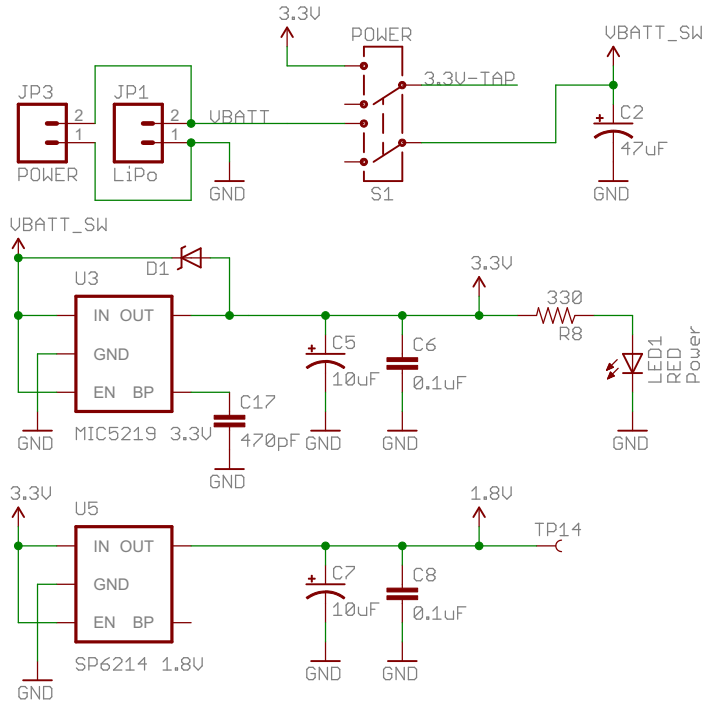 3.3V
POWER
VBATT_SW
JP3
JP1
3.3V-TAP
2
2
VBATT
C2
1
1
47uF
POWER
LiPo
GND
S1
GND
VBATT_SW
D1
3.3V
U3
330
IN OUT
R8
GND
C5
C6
LED1
RED
Power
10uF
0.1uF
EN BP
C17
GND
MIC5219 3.3V
470pF
GND
GND
GND
GND
3.3V
U5
1.8V
TP14
IN OUT
GND
C7
C8
10uF
0.1uF
EN BP
SP6214 1.8V
GND
GND
GND